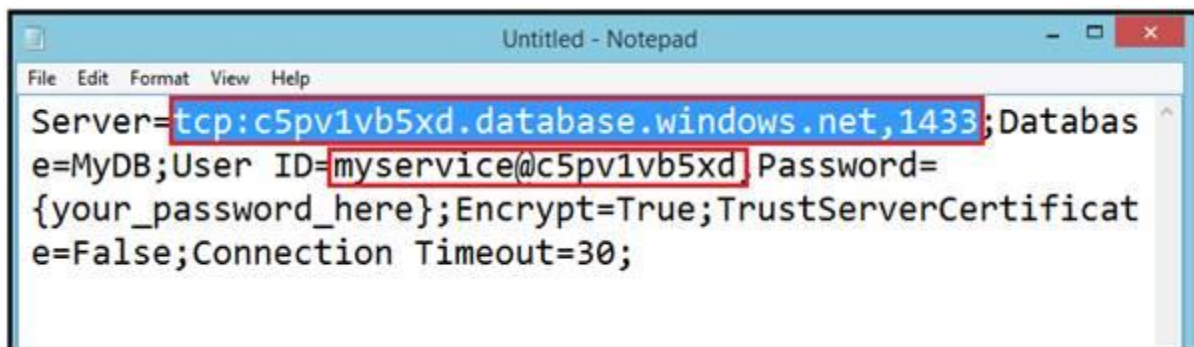 Untitled - Notepad
File Edit Format View Help
Server=tcp:c5pv1vb5xd.database.windows.net,1433;Databas
e=MyDB;User ID=myservice@c5pv1vb5xd;Password=
{your_password_here};Encrypt=True;TrustServerCertificat
e=False;Connection Timeout=30;